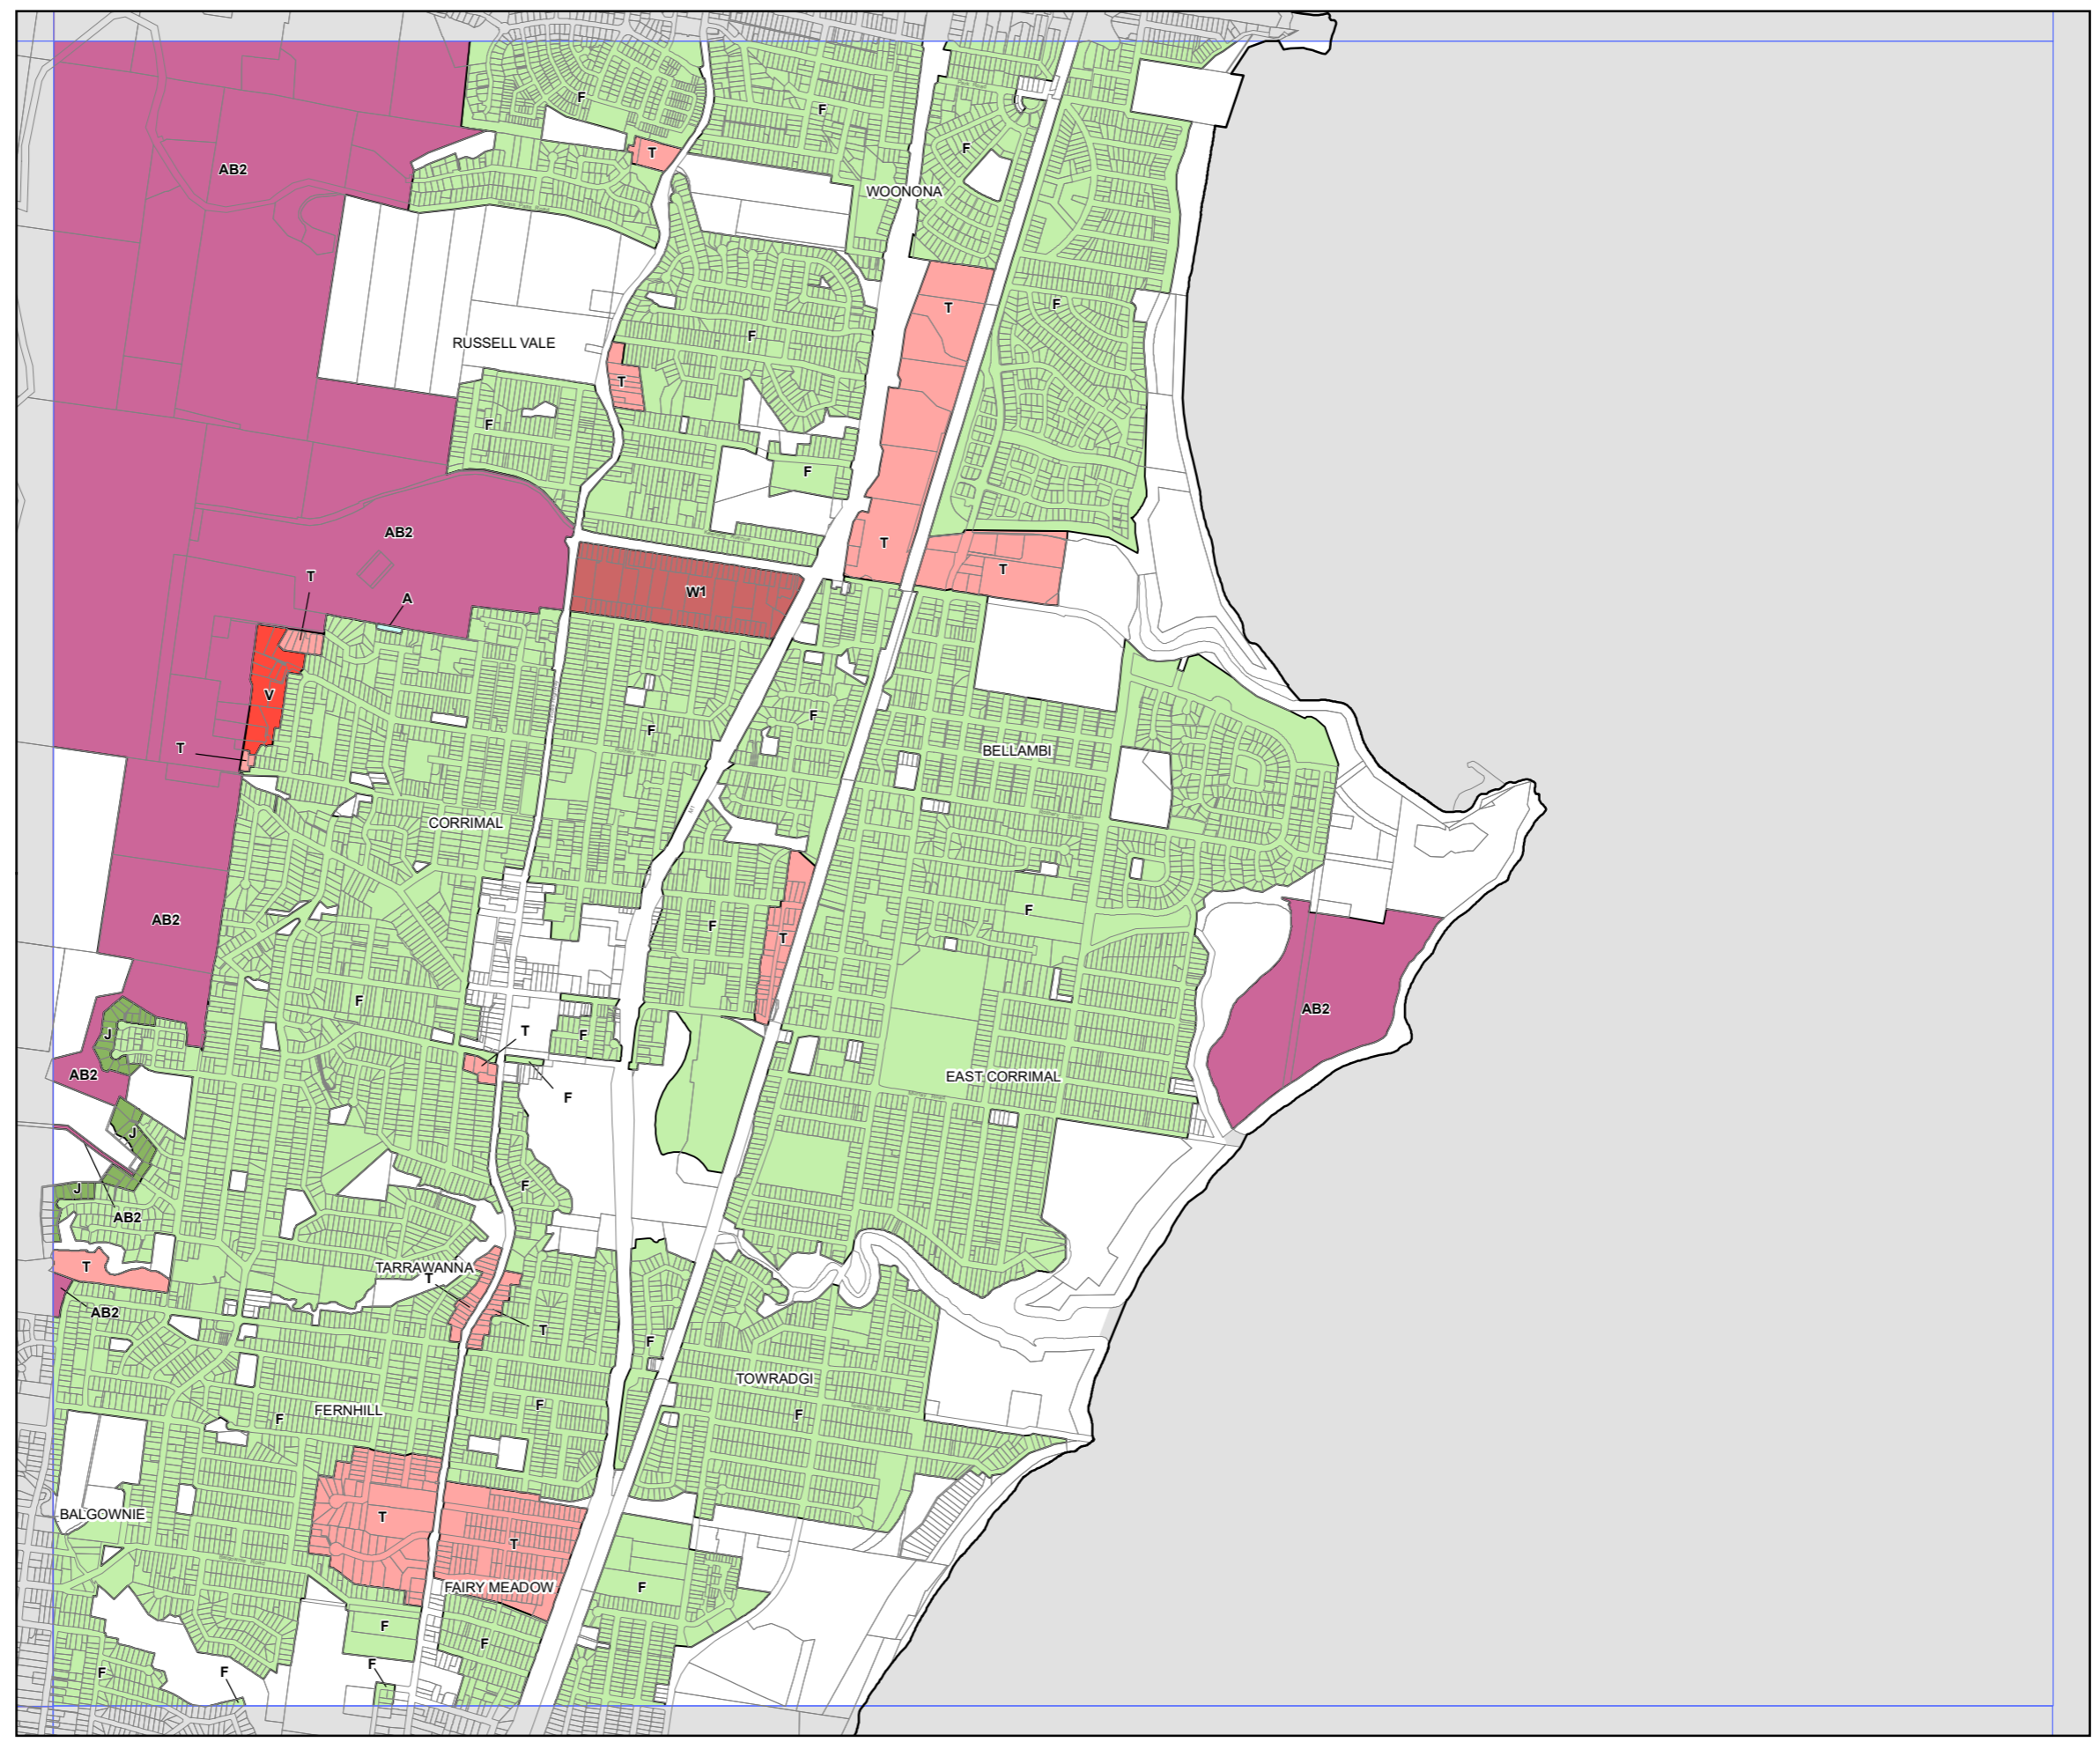 F
F
AB2
T
F
WOONONA
T
F
F
RUSSELL VALE
T
F
F
AB2
T
T
T
A
W1
V
F
F
T
BELLAMBI
CORRIMAL
F
AB2
F
T
F
AB2
T
F
J
AB2
EAST CORRIMAL
F
J
F
J
AB2
T
TARRAWANNA
T
AB2
T
F
TOWRADGI
F
FERNHILL
F
F
BALGOWNIE
T
T
FAIRY MEADOW
F
F
F
F
F
F